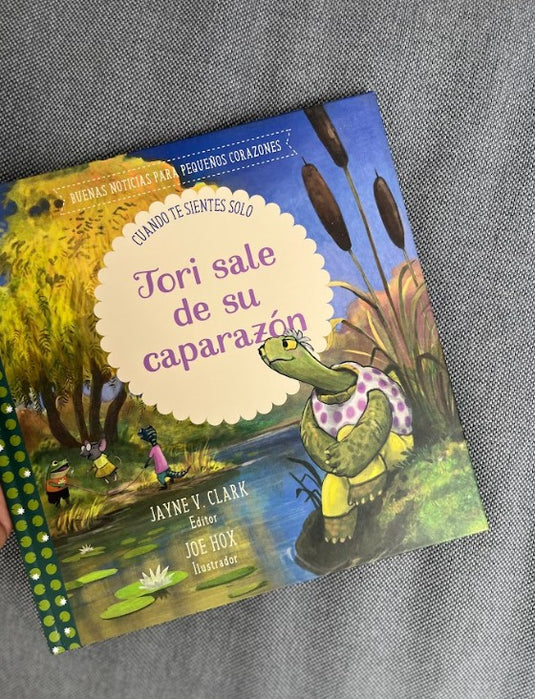 BUENAS NOTICIAS PARA PEQUEÑOS CORAZONES
CUANDO TE SIENTES SOLO
Tori sale
de su
caparazón
JAYNE V. CLARK
Editor
JOE HOX
Ilustrador